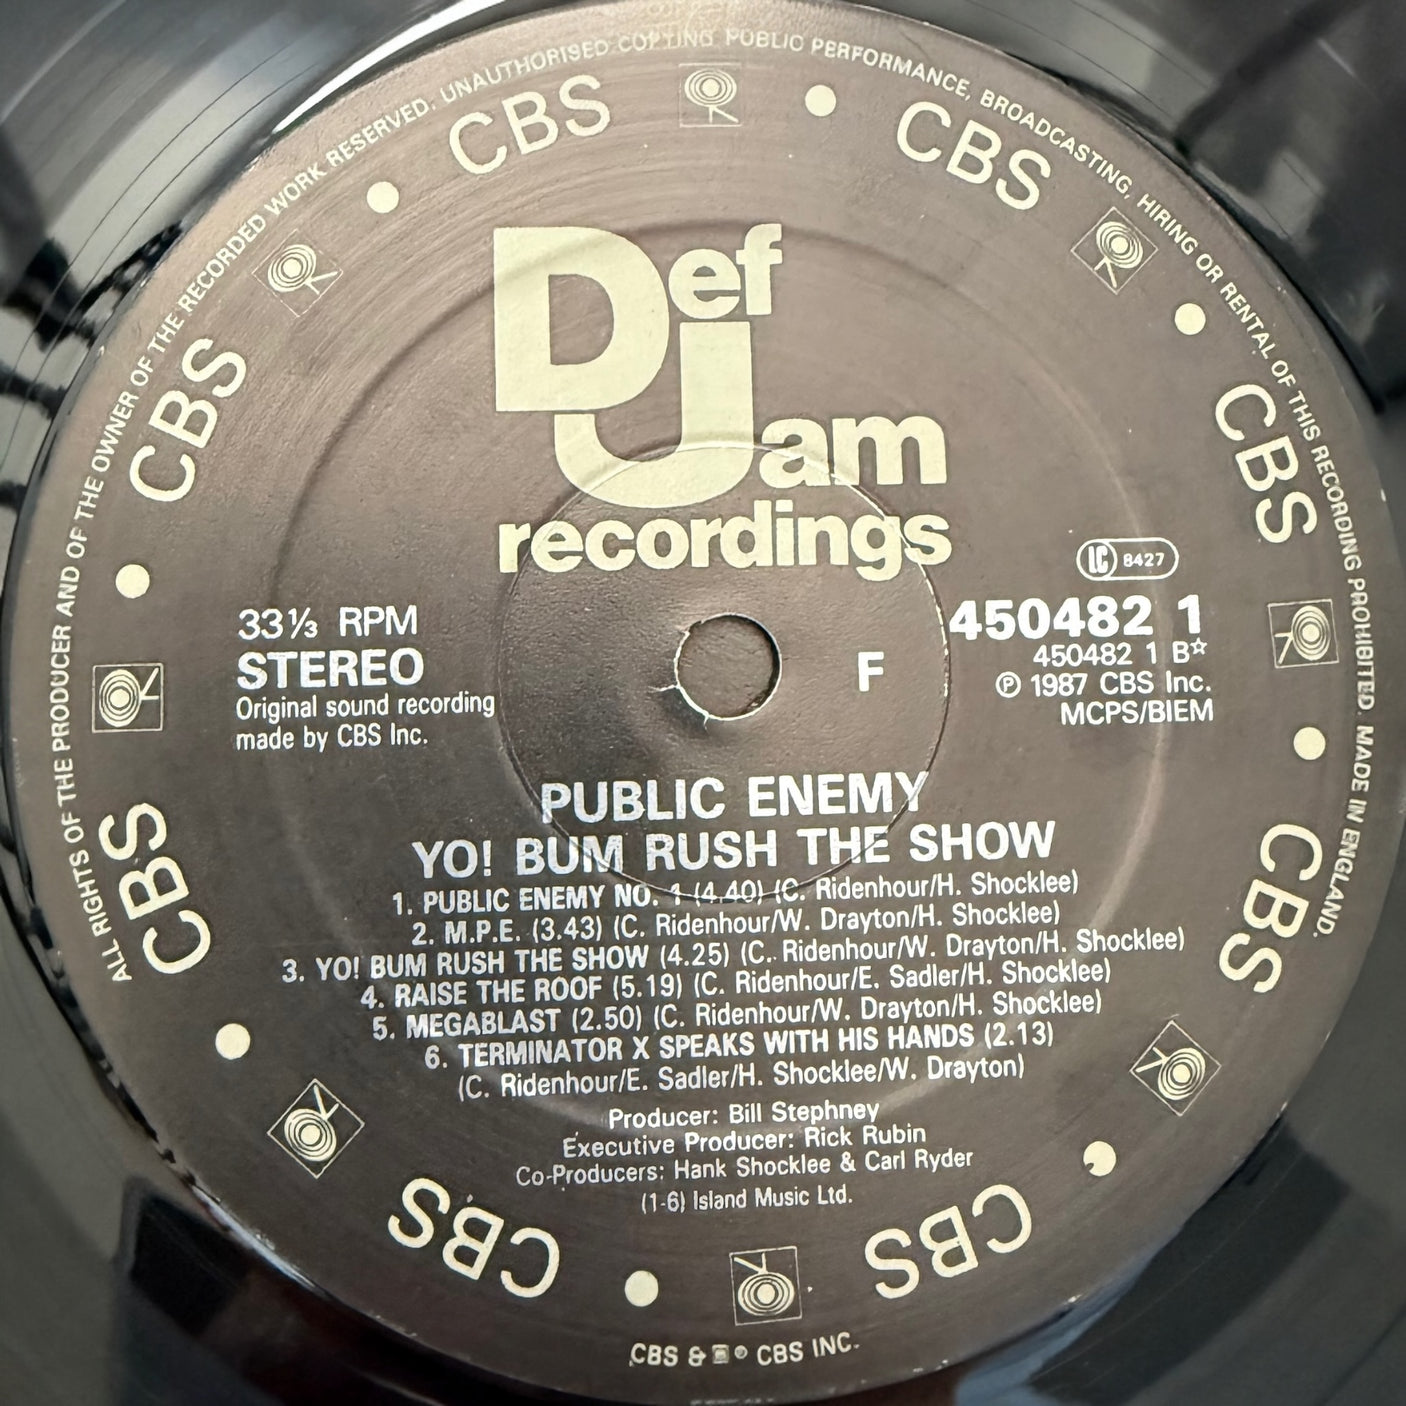 ALL RIGHTS OF THE PRODUCER AND OF THE OWNER OF THE RECORDED WORK RESERVED. UNAUTHORISED COPYING PUBLIC PERFORMANCE, BROADCASTING, HIRING OR RENTAL OF THIS RECORDING PROHIBITED. MADE IN ENGLAND.
CBS
CBS
CBS
CBS
CBS
CBS
CBS
CBS
Def
Jam
recordings
LC 8427
33⅓ RPM
STEREO
Original sound recording
made by CBS Inc.
F
450482 1
450482 1 B☆
℗ 1987 CBS Inc.
MCPS/BIEM
PUBLIC ENEMY
YO! BUM RUSH THE SHOW
1. PUBLIC ENEMY NO. 1 (4.40) (C. Ridenhour/H. Shocklee)
2. M.P.E. (3.43) (C. Ridenhour/W. Drayton/H. Shocklee)
3. YO! BUM RUSH THE SHOW (4.25) (C. Ridenhour/W. Drayton/H. Shocklee)
4. RAISE THE ROOF (5.19) (C. Ridenhour/E. Sadler/H. Shocklee)
5. MEGABLAST (2.50) (C. Ridenhour/W. Drayton/H. Shocklee)
6. TERMINATOR X SPEAKS WITH HIS HANDS (2.13)
(C. Ridenhour/E. Sadler/H. Shocklee/W. Drayton)
Producer: Bill Stephney
Executive Producer: Rick Rubin
Co-Producers: Hank Shocklee & Carl Ryder
(1-6) Island Music Ltd.
CBS & ℗ CBS INC.